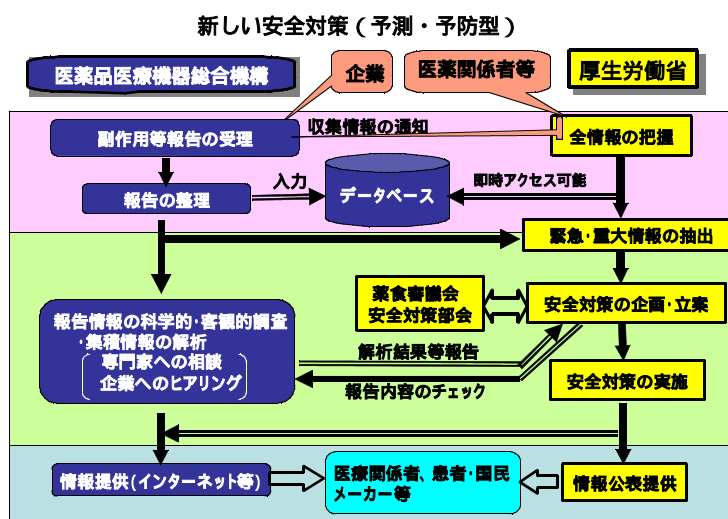 新しい安全対策（予測・予防型）
医薬品医療機器総合機構
企業
医薬関係者等
厚生労働省
副作用等報告の受理
収集情報の通知
全情報の把握
報告の整理
入力
データベース
即時アクセス可能
緊急・重大情報の抽出
薬食審議会
安全対策部会
安全対策の企画・立案
報告情報の科学的・客観的調査
・集積情報の解析
専門家への相談
企業へのヒアリング
解析結果等報告
報告内容のチェック
安全対策の実施
情報提供(インターネット等)
医療関係者、患者・国民
メーカー等
情報公表提供